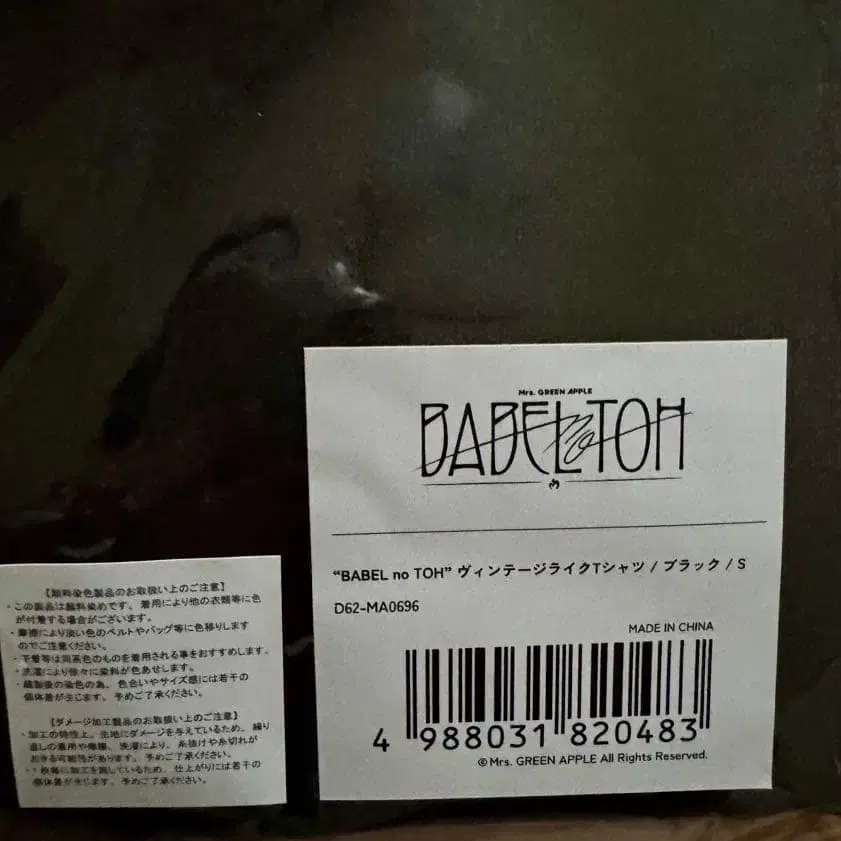 Mrs. GREEN APPLE
BABEL no TOH
“BABEL no TOH” ヴィンテージライクTシャツ / ブラック / S
D62-MA0696
MADE IN CHINA
4 988031 820483
©Mrs. GREEN APPLE All Rights Reserved.
【顔料染色製品のお取扱い上のご注意】
・この製品は顔料染めです。着用により他の衣類等に色
が付着する場合がございます。
・摩擦により淡い色のベルトやバッグ等に色移りします
のでご注意ください。
・下着等は同系色のものを着用される事をおすすめします。
・洗濯により徐々に染料が色あせします。
・縫製後の染色の為、色合いやサイズ感には若干の
個体差が生じます。予めご了承ください。
【ダメージ加工製品のお取扱い上のご注意】
・加工の特性上、生地にダメージを与えているため、繰り
返しの着用や摩擦、洗濯により、糸抜けや糸切れが
起きる可能性があります。予めご了承ください。
・1枚毎に加工を施しているため、仕上がりには若干の
個体差が生じます。予めご了承ください。